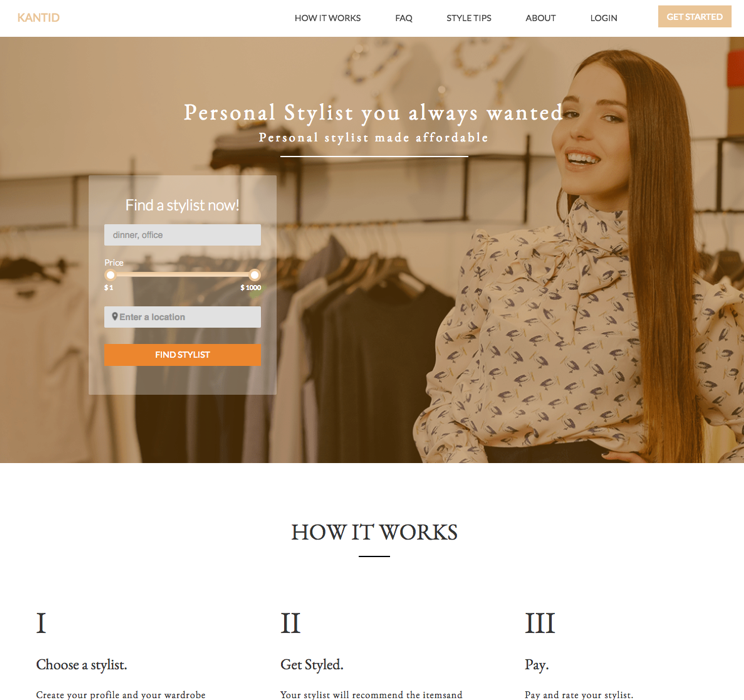 KANTID
HOW IT WORKS
FAQ
STYLE TIPS
ABOUT
LOGIN
GET STARTED
Personal Stylist you always wanted
Personal stylist made affordable
Find a stylist now!
dinner, office
Price
$1
$1000
Enter a location
FIND STYLIST
HOW IT WORKS
I
II
III
Choose a stylist.
Get Styled.
Pay.
Create your profile and your wardrobe
Your stylist will recommend the itemsand
Pay and rate your stylist.